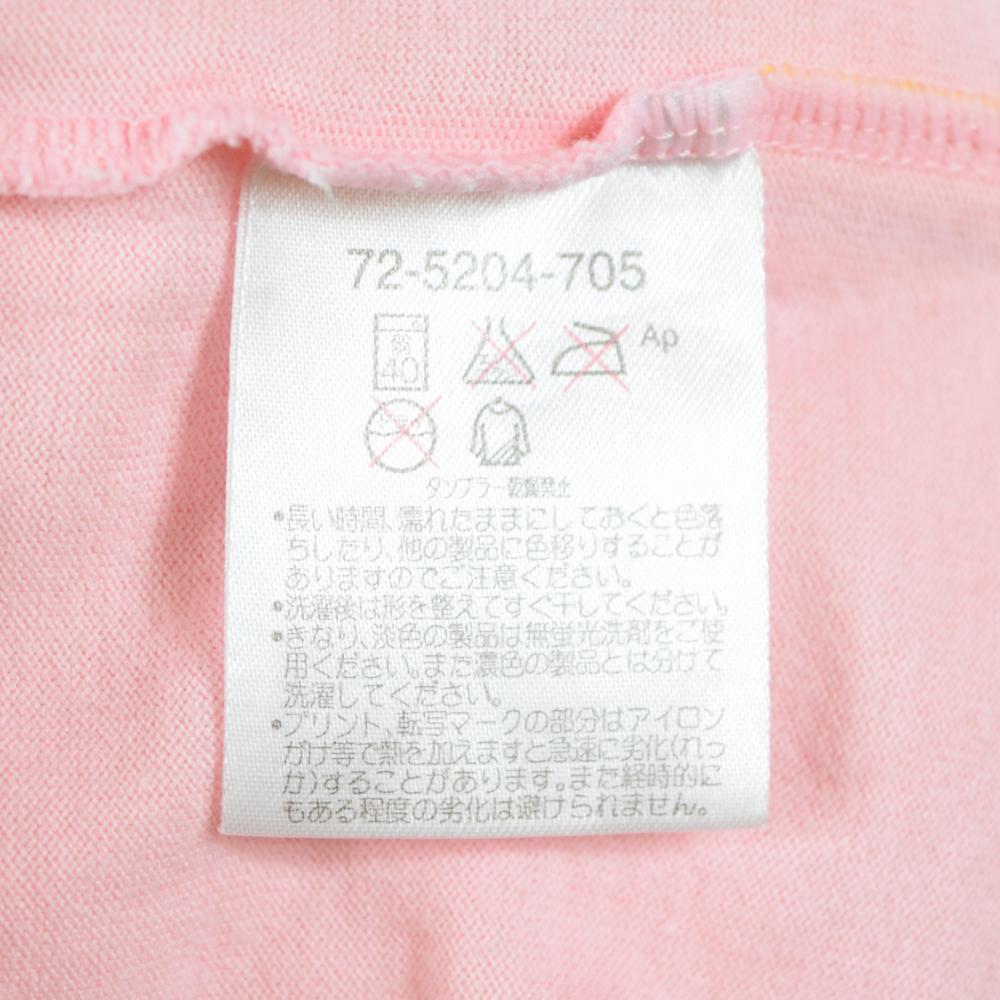 72-5204-705
弱
40
Ap
タンブラー乾燥禁止
•長い時間、濡れたままにしておくと色落
ちしたり、他の製品に色移りすることが
ありますのでご注意ください。
•洗濯後は形を整えてすぐ干してください。
•きなり、淡色の製品は無蛍光洗剤をご使
用ください。また濃色の製品とは分けて
洗濯してください。
•プリント、転写マークの部分はアイロン
がけ等で熱を加えますと急速に劣化(われっ
か)することがあります。また経時的に
もある程度の劣化は避けられません。